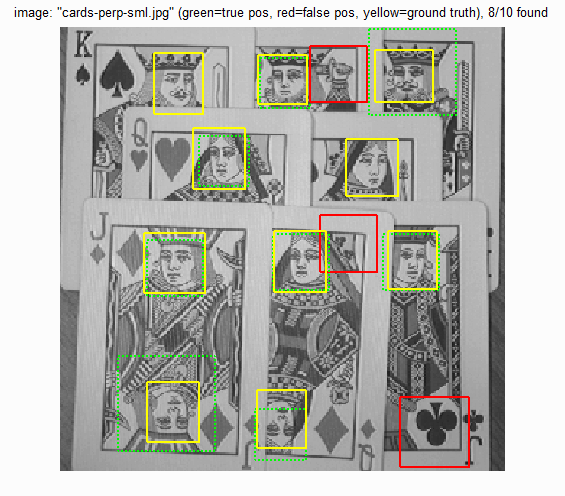 image: "cards-perp-sml.jpg" (green=true pos, red=false pos, yellow=ground truth), 8/10 found
K
Q
J
J
Q
J